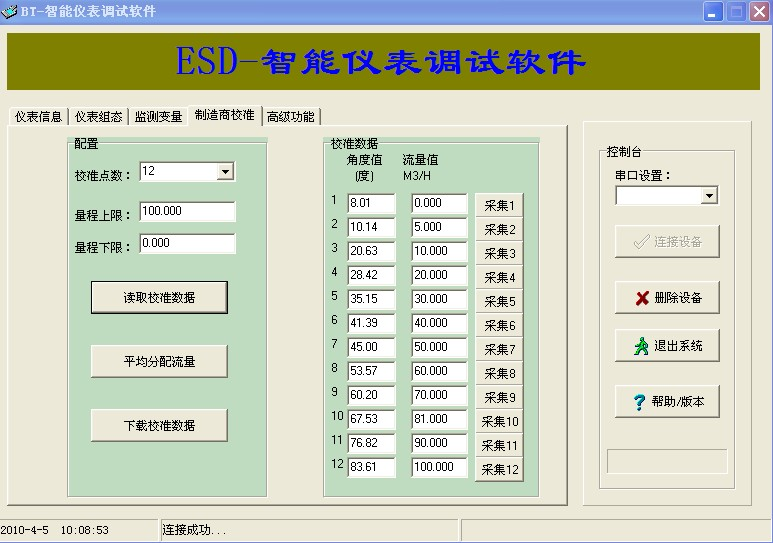 BT-智能仪表调试软件
ESD-智能仪表调试软件
仪表信息 仪表组态 监测变量 制造商校准 高级功能
配置
校准点数： 12
量程上限： 100.000
量程下限： 0.000
读取校准数据
平均分配流量
下载校准数据
校准数据
角度值 流量值
(度) M3/H
1 8.01 0.000 采集1
2 10.14 5.000 采集2
3 20.63 10.000 采集3
4 28.42 20.000 采集4
5 35.15 30.000 采集5
6 41.39 40.000 采集6
7 45.00 50.000 采集7
8 53.57 60.000 采集8
9 60.20 70.000 采集9
10 67.53 81.000 采集10
11 76.82 90.000 采集11
12 83.61 100.000 采集12
控制台
串口设置：
连接设备
删除设备
退出系统
帮助/版本
2010-4-5 10:08:53 连接成功...